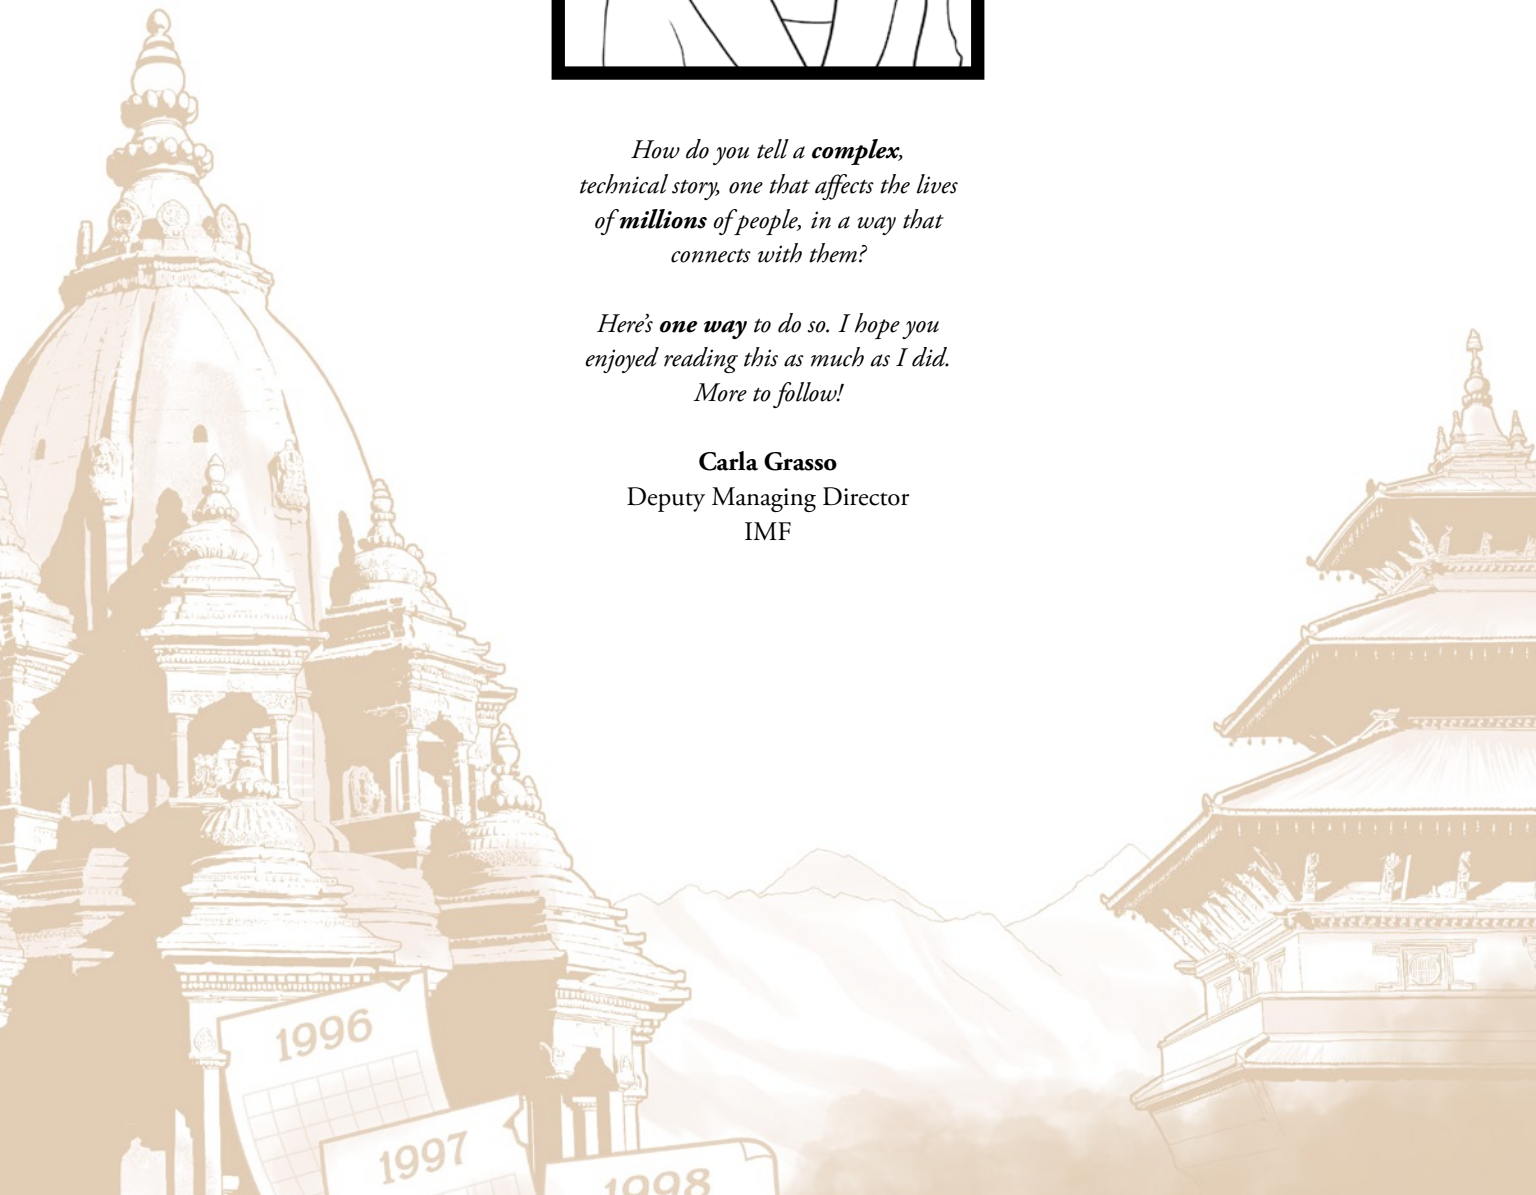 How do you tell a complex,
technical story, one that affects the lives
of millions of people, in a way that
connects with them?
Here’s one way to do so. I hope you
enjoyed reading this as much as I did.
More to follow!
Carla Grasso
Deputy Managing Director
IMF
1996
1997
1998